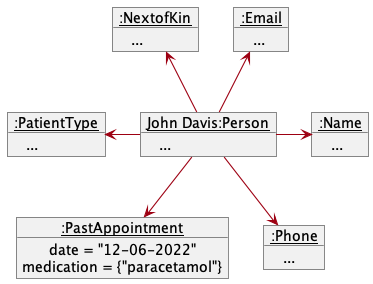 :NextofKin
...
:Email
...
:PatientType
...
John Davis:Person
...
:Name
...
:PastAppointment
date = "12-06-2022"
medication = {"paracetamol"}
:Phone
...